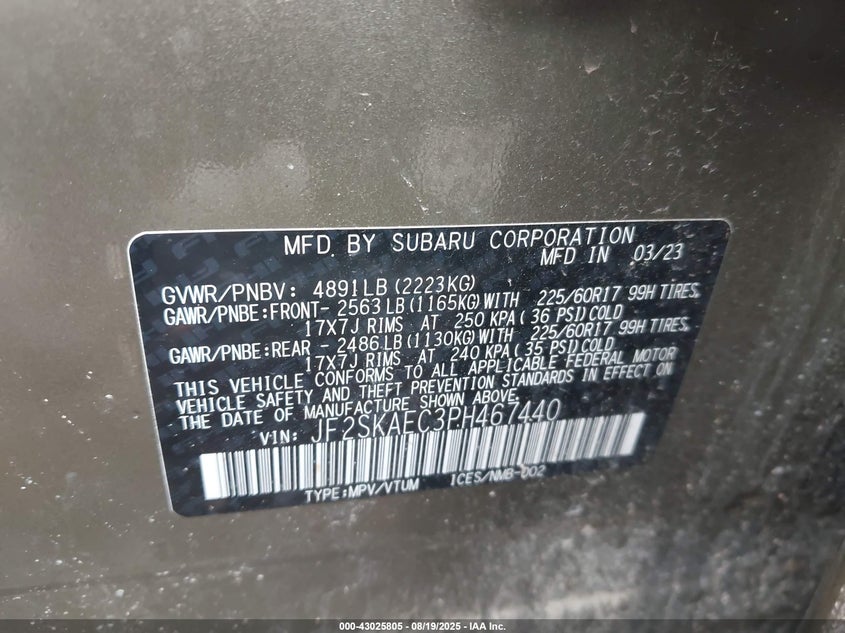 MFD. BY SUBARU CORPORATION
MFD IN 03/23
GVWR/PNBV: 4891LB (2223KG)
GAWR/PNBE:FRONT- 2563LB (1165KG)WITH 225/60R17 99H TIRES,
17X7J RIMS AT 250 KPA( 36 PSI)COLD
GAWR/PNBE:REAR - 2486LB (1130KG)WITH 225/60R17 99H TIRES,
17X7J RIMS AT 240 KPA( 35 PSI)COLD
THIS VEHICLE CONFORMS TO ALL APPLICABLE FEDERAL MOTOR
VEHICLE SAFETY AND THEFT PREVENTION STANDARDS IN EFFECT ON
THE DATE OF MANUFACTURE SHOWN ABOVE.
VIN: JF2SKAEC3PH467440
TYPE:MPV/VTUM ICES/NMB-002
000-43025805 - 08/19/2025 - IAA Inc.